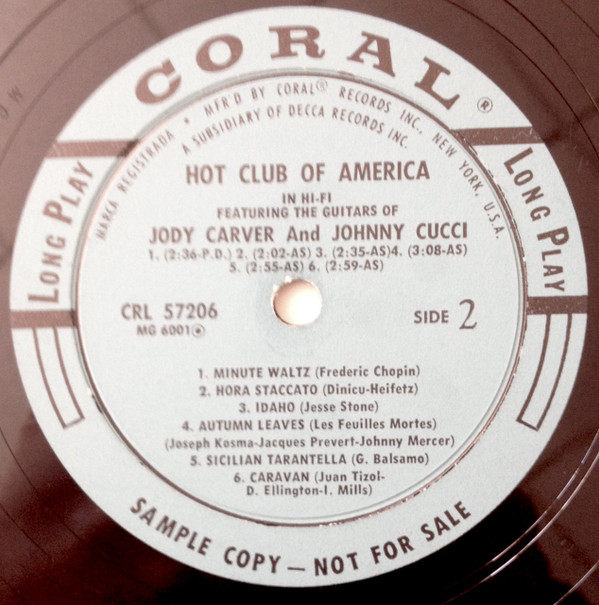 CORAL®
MARCA REGISTRADA • MFR'D BY CORAL® RECORDS INC., NEW YORK, U.S.A.
A SUBSIDIARY OF DECCA RECORDS INC.
LONG PLAY
LONG PLAY
HOT CLUB OF AMERICA
IN HI-FI
FEATURING THE GUITARS OF
JODY CARVER And JOHNNY CUCCI
1. (2:36-P.D.) 2. (2:02-AS) 3. (2:35-AS)4. (3:08-AS)
5. (2:55-AS) 6. (2:59-AS)
CRL 57206
MG 6001
SIDE 2
1. MINUTE WALTZ (Frederic Chopin)
2. HORA STACCATO (Dinicu-Heifetz)
3. IDAHO (Jesse Stone)
4. AUTUMN LEAVES (Les Feuilles Mortes)
(Joseph Kosma-Jacques Prevert-Johnny Mercer)
5. SICILIAN TARANTELLA (G. Balsamo)
6. CARAVAN (Juan Tizol-
D. Ellington-I. Mills)
SAMPLE COPY — NOT FOR SALE